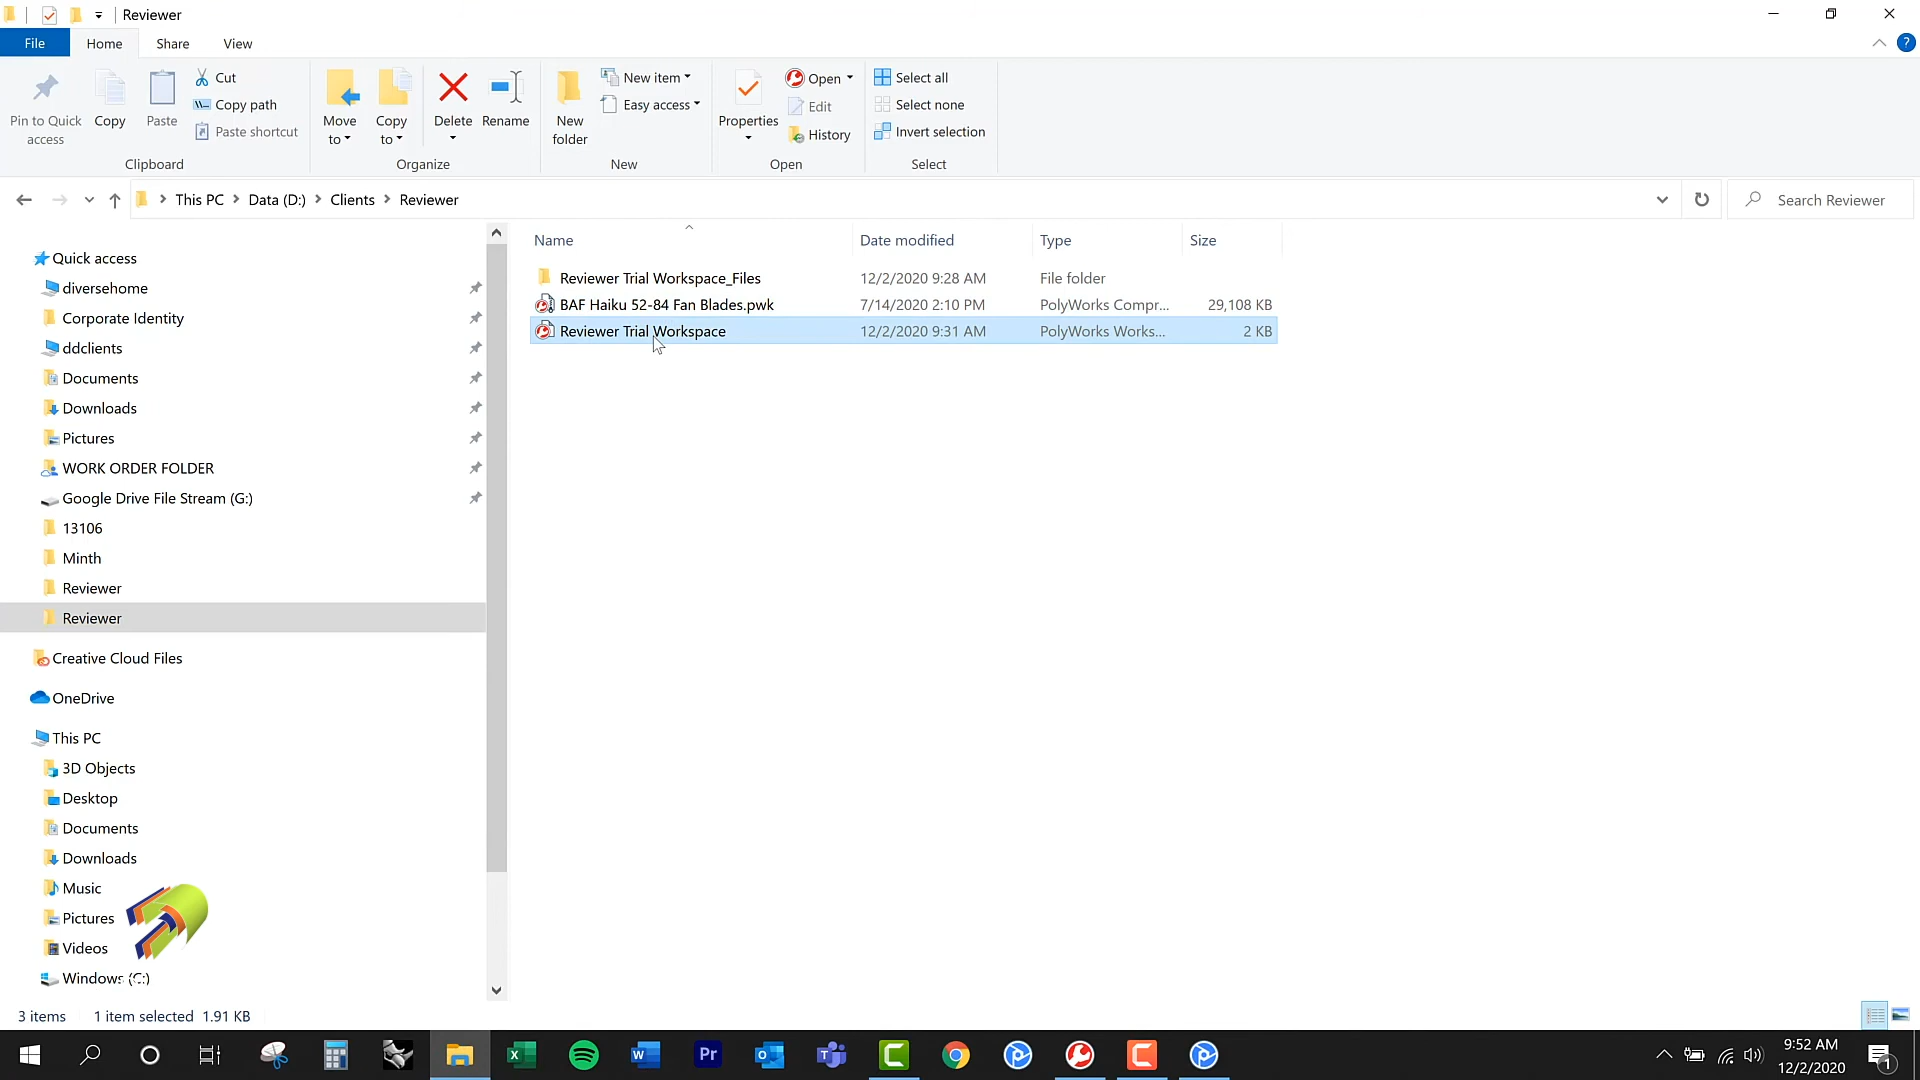 Reviewer
File Home Share View
Pin to Quick access
Copy
Paste
Cut
Copy path
Paste shortcut
Clipboard
Move to
Copy to
Delete
Rename
Organize
New folder
New item
Easy access
New
Properties
Open
Edit
History
Open
Select all
Select none
Invert selection
Select
This PC Data (D:) Clients Reviewer
Search Reviewer
Quick access
diversehome
Corporate Identity
ddclients
Documents
Downloads
Pictures
WORK ORDER FOLDER
Google Drive File Stream (G:)
13106
Minth
Reviewer
Reviewer
Creative Cloud Files
OneDrive
This PC
3D Objects
Desktop
Documents
Downloads
Music
Pictures
Videos
Windows (C:)
Name Date modified Type Size
Reviewer Trial Workspace_Files 12/2/2020 9:28 AM File folder
BAF Haiku 52-84 Fan Blades.pwk 7/14/2020 2:10 PM PolyWorks Compr... 29,108 KB
Reviewer Trial Workspace 12/2/2020 9:31 AM PolyWorks Works... 2 KB
3 items 1 item selected 1.91 KB
9:52 AM
12/2/2020
1